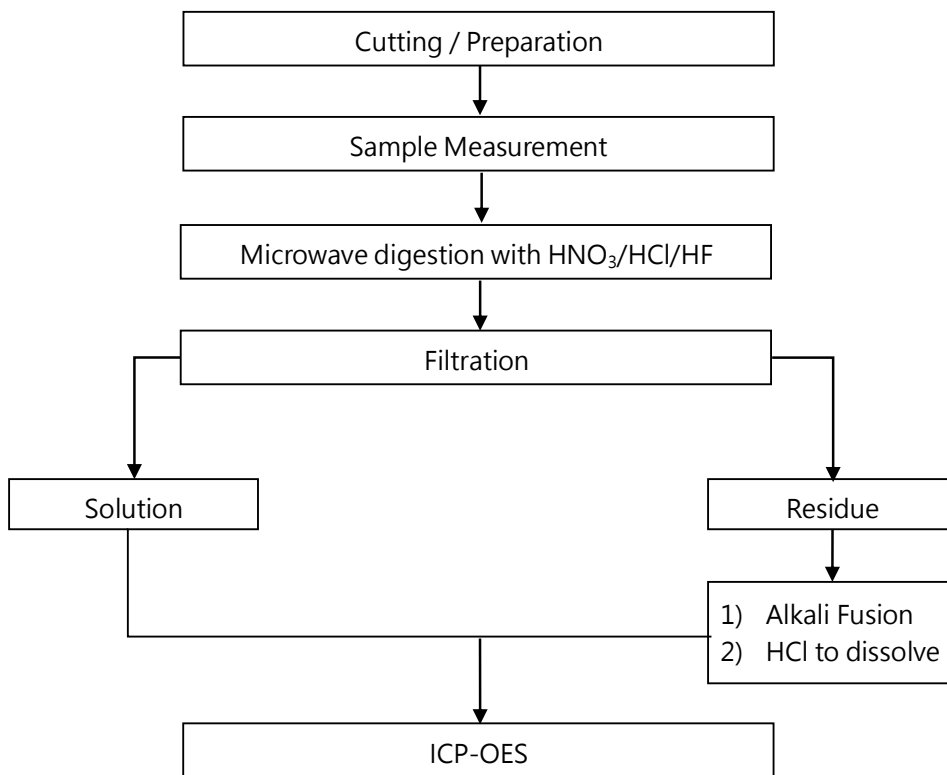 Cutting / Preparation
Sample Measurement
Microwave digestion with HNO₃/HCl/HF
Filtration
Solution
Residue
1) Alkali Fusion
2) HCl to dissolve
ICP-OES